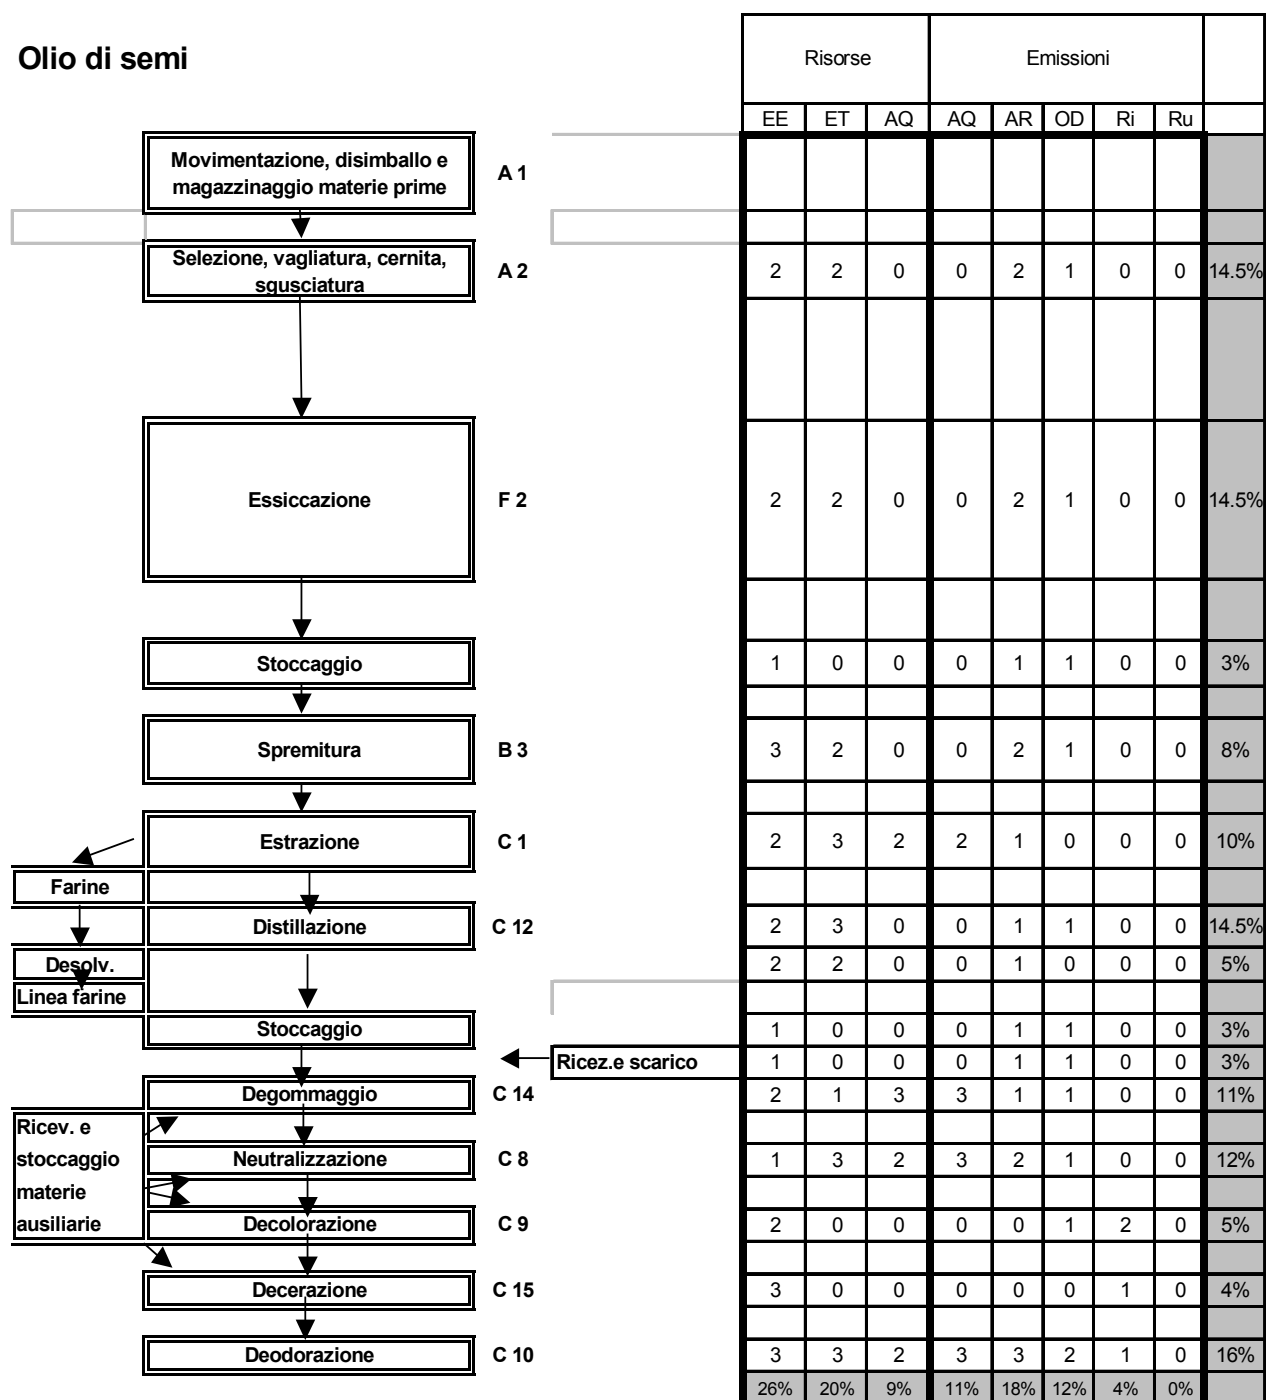 Olio di semi
Risorse Emissioni
EE ET AQ AQ AR OD Ri Ru
Movimentazione, disimballo e
magazzinaggio materie prime
A 1
Selezione, vagliatura, cernita,
sgusciatura
A 2 2 2 0 0 2 1 0 0 14.5%
Essiccazione F 2 2 2 0 0 2 1 0 0 14.5%
Stoccaggio 1 0 0 0 1 1 0 0 3%
Spremitura B 3 3 2 0 0 2 1 0 0 8%
Estrazione C 1 2 3 2 2 1 0 0 0 10%
Farine
Distillazione C 12 2 3 0 0 1 1 0 0 14.5%
Desolv. 2 2 0 0 1 0 0 0 5%
Linea farine
Stoccaggio 1 0 0 0 1 1 0 0 3%
Ricez.e scarico 1 0 0 0 1 1 0 0 3%
Degommaggio C 14 2 1 3 3 1 1 0 0 11%
Ricev. e
stoccaggio
materie
ausiliarie
Neutralizzazione C 8 1 3 2 3 2 1 0 0 12%
Decolorazione C 9 2 0 0 0 0 1 2 0 5%
Decerazione C 15 3 0 0 0 0 0 1 0 4%
Deodorazione C 10 3 3 2 3 3 2 1 0 16%
26% 20% 9% 11% 18% 12% 4% 0%